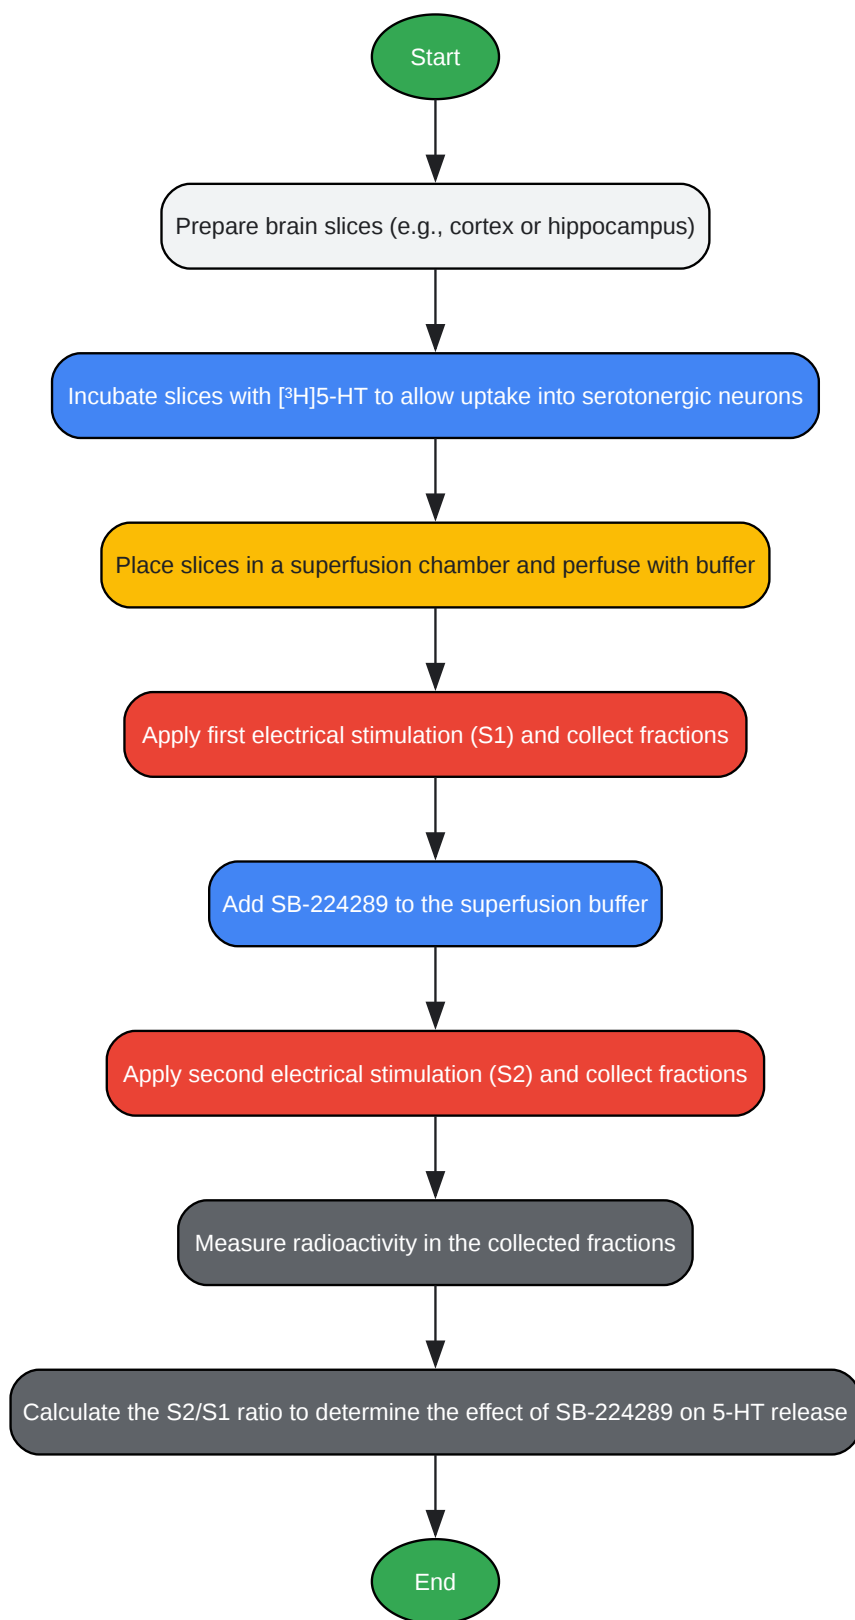 Start
Prepare brain slices (e.g., cortex or hippocampus)
Incubate slices with [³H]5-HT to allow uptake into serotonergic neurons
Place slices in a superfusion chamber and perfuse with buffer
Apply first electrical stimulation (S1) and collect fractions
Add SB-224289 to the superfusion buffer
Apply second electrical stimulation (S2) and collect fractions
Measure radioactivity in the collected fractions
Calculate the S2/S1 ratio to determine the effect of SB-224289 on 5-HT release
End